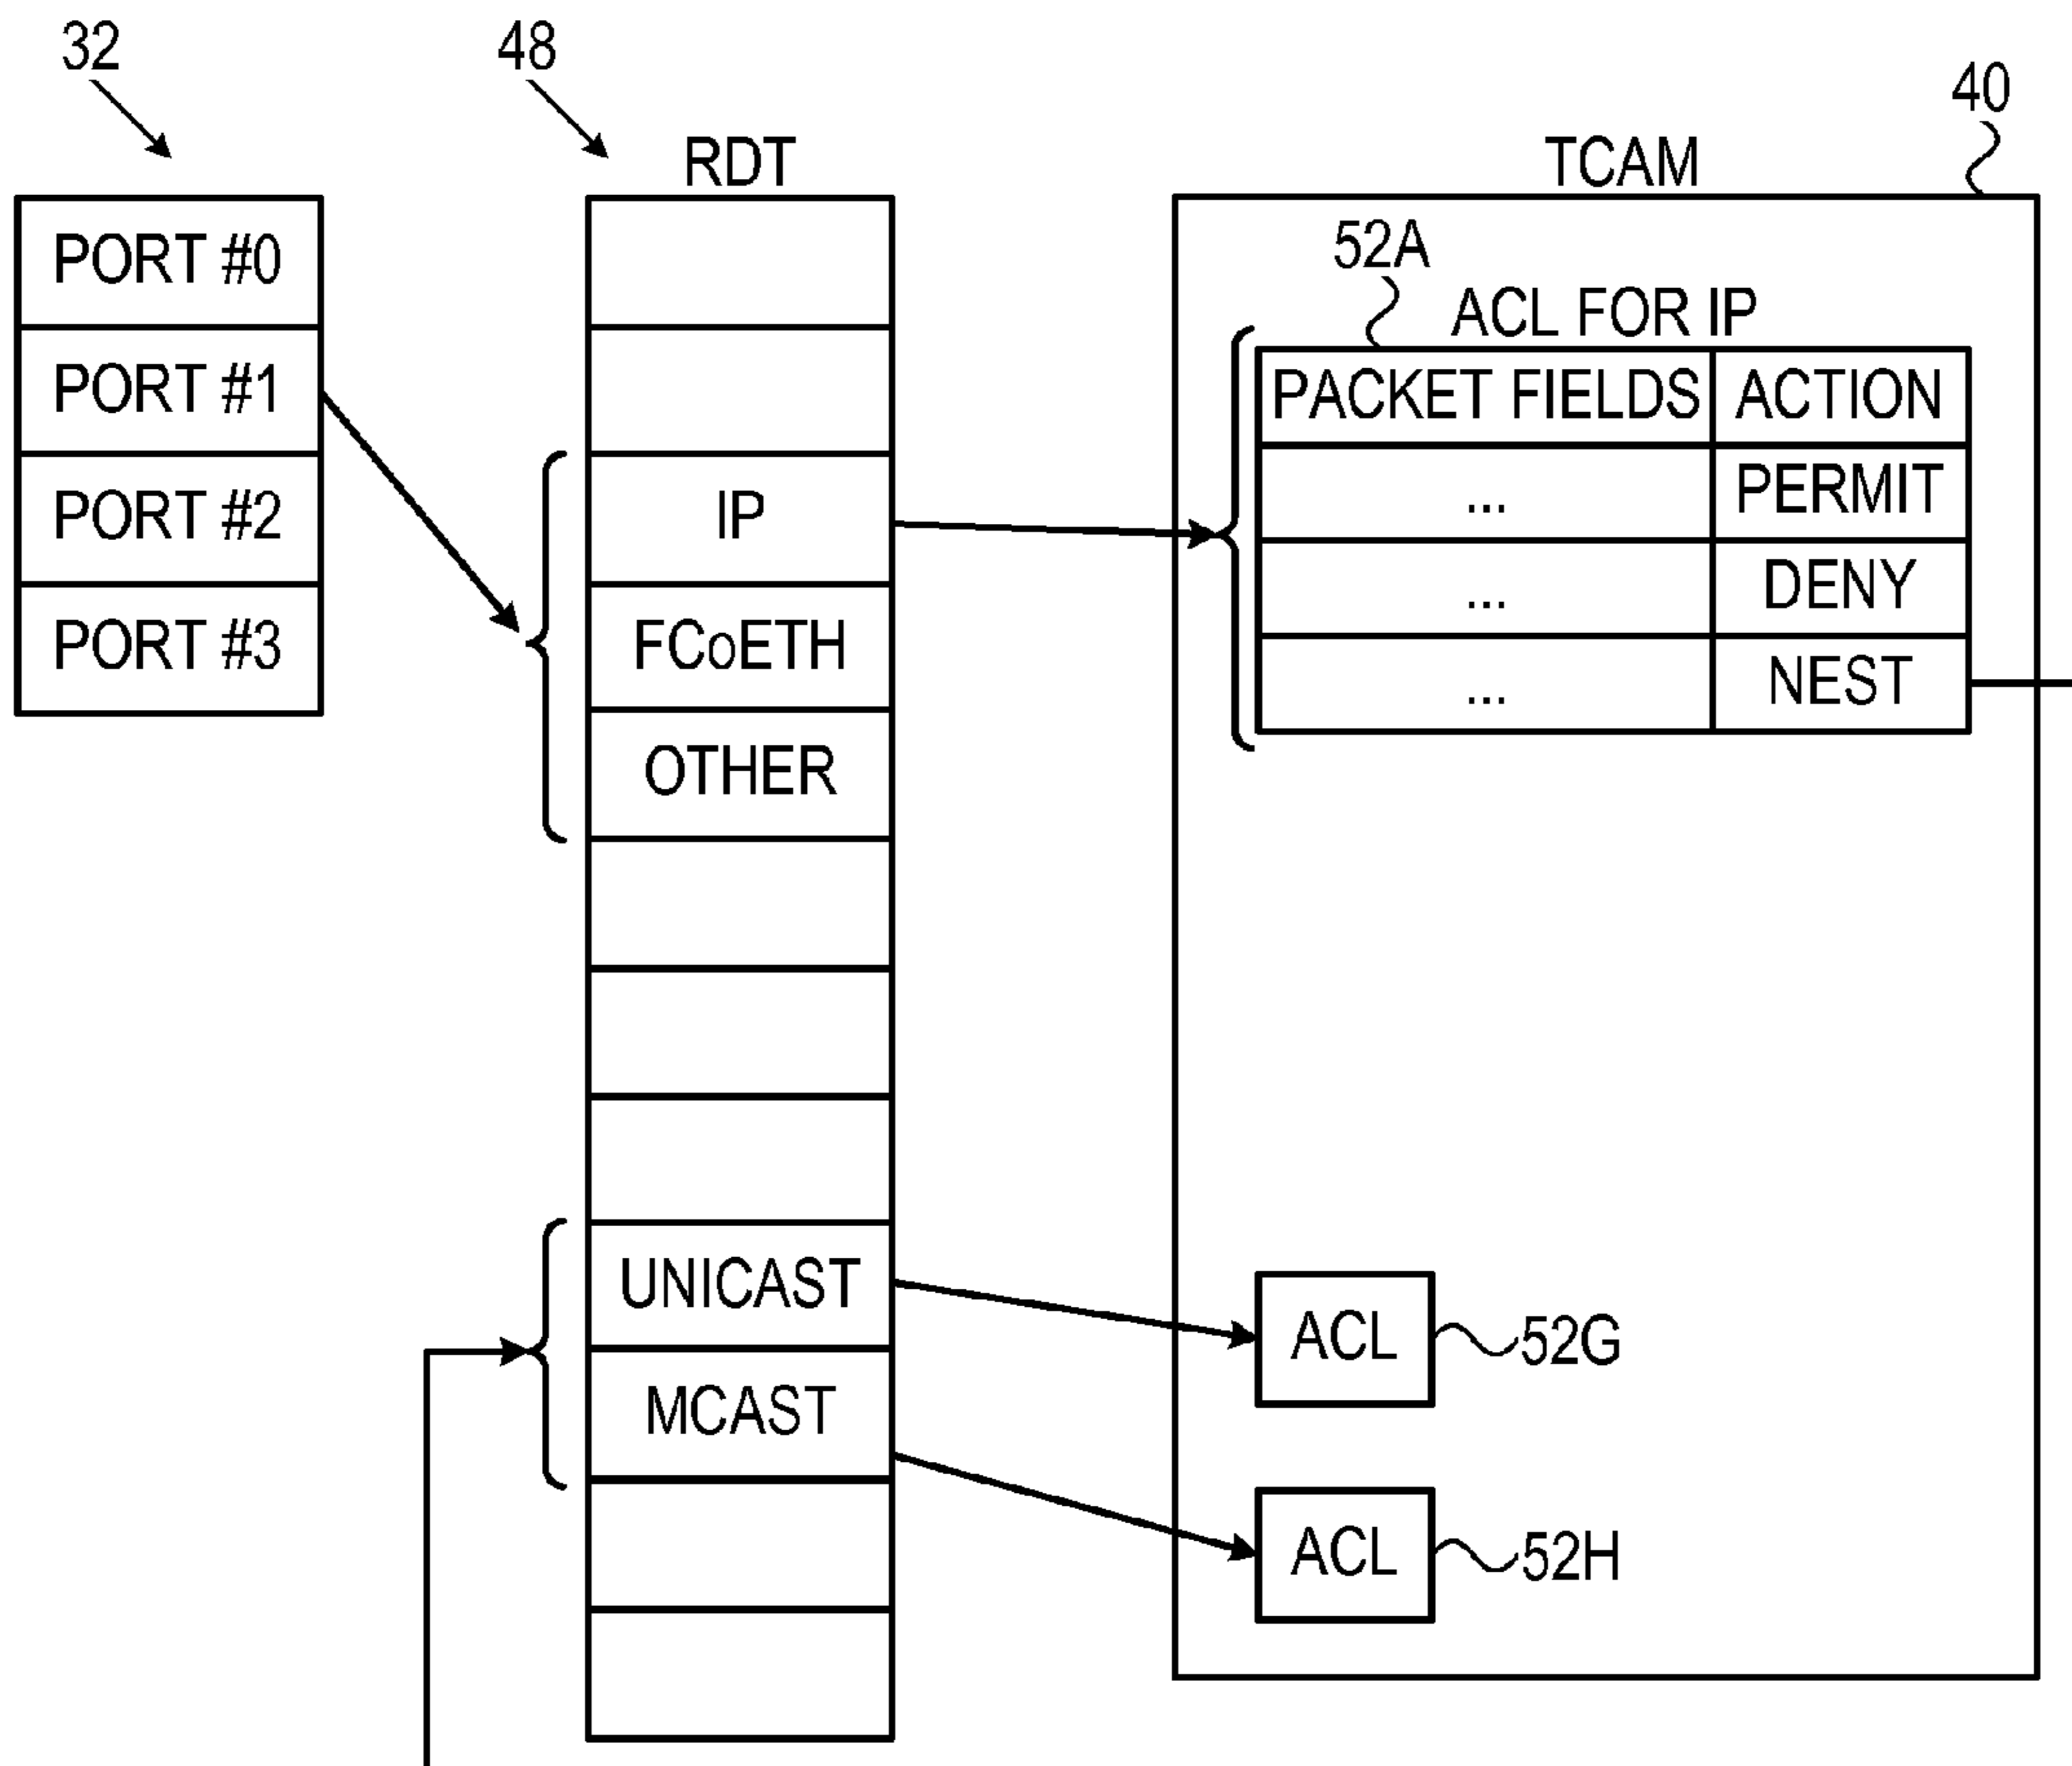 32
48
40
RDT
TCAM
PORT #0
PORT #1
PORT #2
PORT #3
IP
FCoETH
OTHER
UNICAST
MCAST
52A
ACL FOR IP
PACKET FIELDS ACTION
... PERMIT
... DENY
... NEST
ACL 52G
ACL 52H